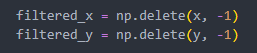 filtered_x = np.delete(x, -1)
filtered_y = np.delete(y, -1)